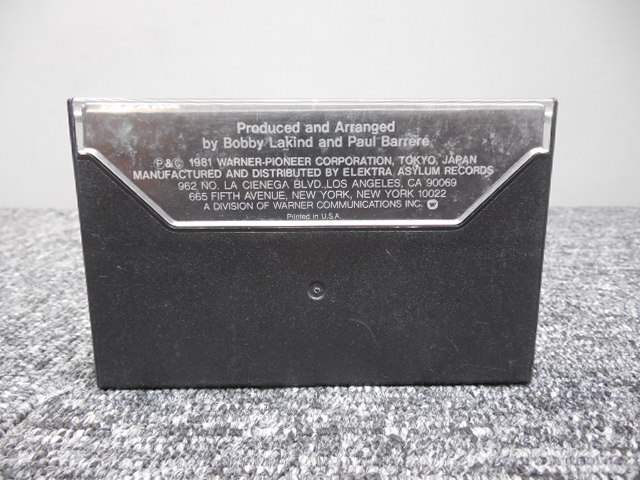 Produced and Arranged
by Bobby Lakind and Paul Barrere
P.&C 1981 WARNER-PIONEER CORPORATION, TOKYO, JAPAN
MANUFACTURED AND DISTRIBUTED BY ELEKTRA ASYLUM RECORDS
962 NO. LA CIENEGA BLVD., LOS ANGELES, CA 90069
665 FIFTH AVENUE, NEW YORK, NEW YORK 10022
A DIVISION OF WARNER COMMUNICATIONS INC.
Printed in U.S.A.